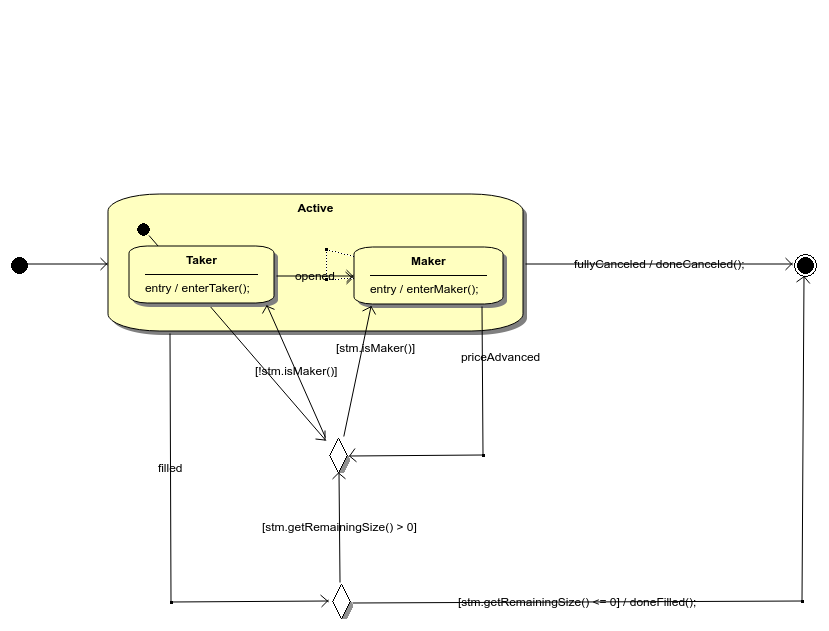 Active
Taker
entry / enterTaker();
opened
Maker
entry / enterMaker();
fullyCanceled / doneCanceled();
[stm.isMaker()]
priceAdvanced
[!stm.isMaker()]
filled
[stm.getRemainingSize() > 0]
[stm.getRemainingSize() <= 0] / doneFilled();